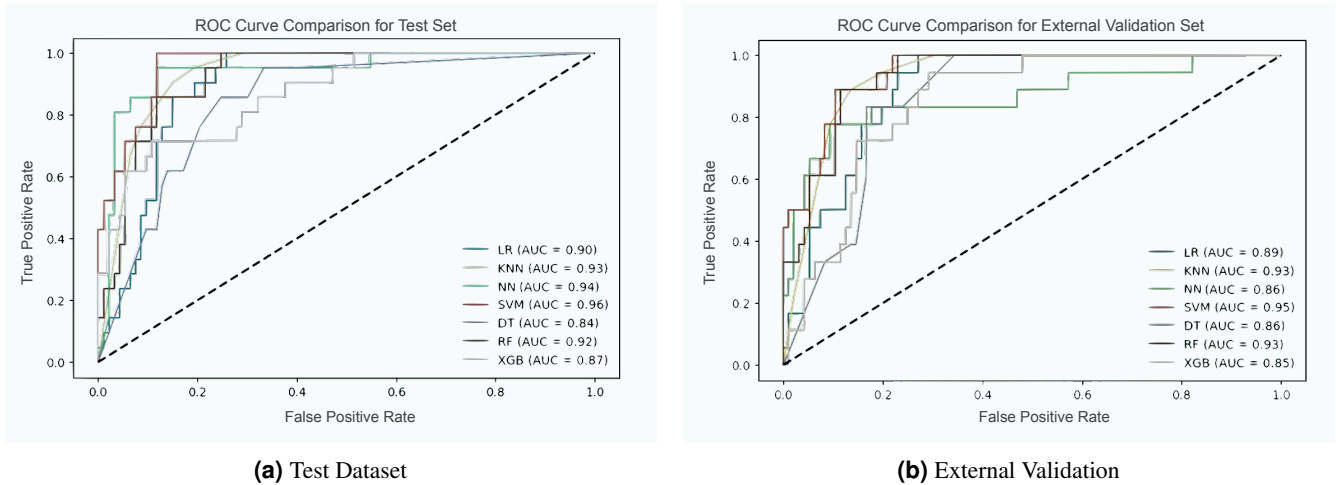 ROC Curve Comparison for Test Set
True Positive Rate
1.0
0.8
0.6
0.4
0.2
0.0
LR (AUC = 0.90)
KNN (AUC = 0.93)
NN (AUC = 0.94)
SVM (AUC = 0.96)
DT (AUC = 0.84)
RF (AUC = 0.92)
XGB (AUC = 0.87)
0.0 0.2 0.4 0.6 0.8 1.0
False Positive Rate
(a) Test Dataset
ROC Curve Comparison for External Validation Set
True Positive Rate
1.0
0.8
0.6
0.4
0.2
0.0
LR (AUC = 0.89)
KNN (AUC = 0.93)
NN (AUC = 0.86)
SVM (AUC = 0.95)
DT (AUC = 0.86)
RF (AUC = 0.93)
XGB (AUC = 0.85)
0.0 0.2 0.4 0.6 0.8 1.0
False Positive Rate
(b) External Validation